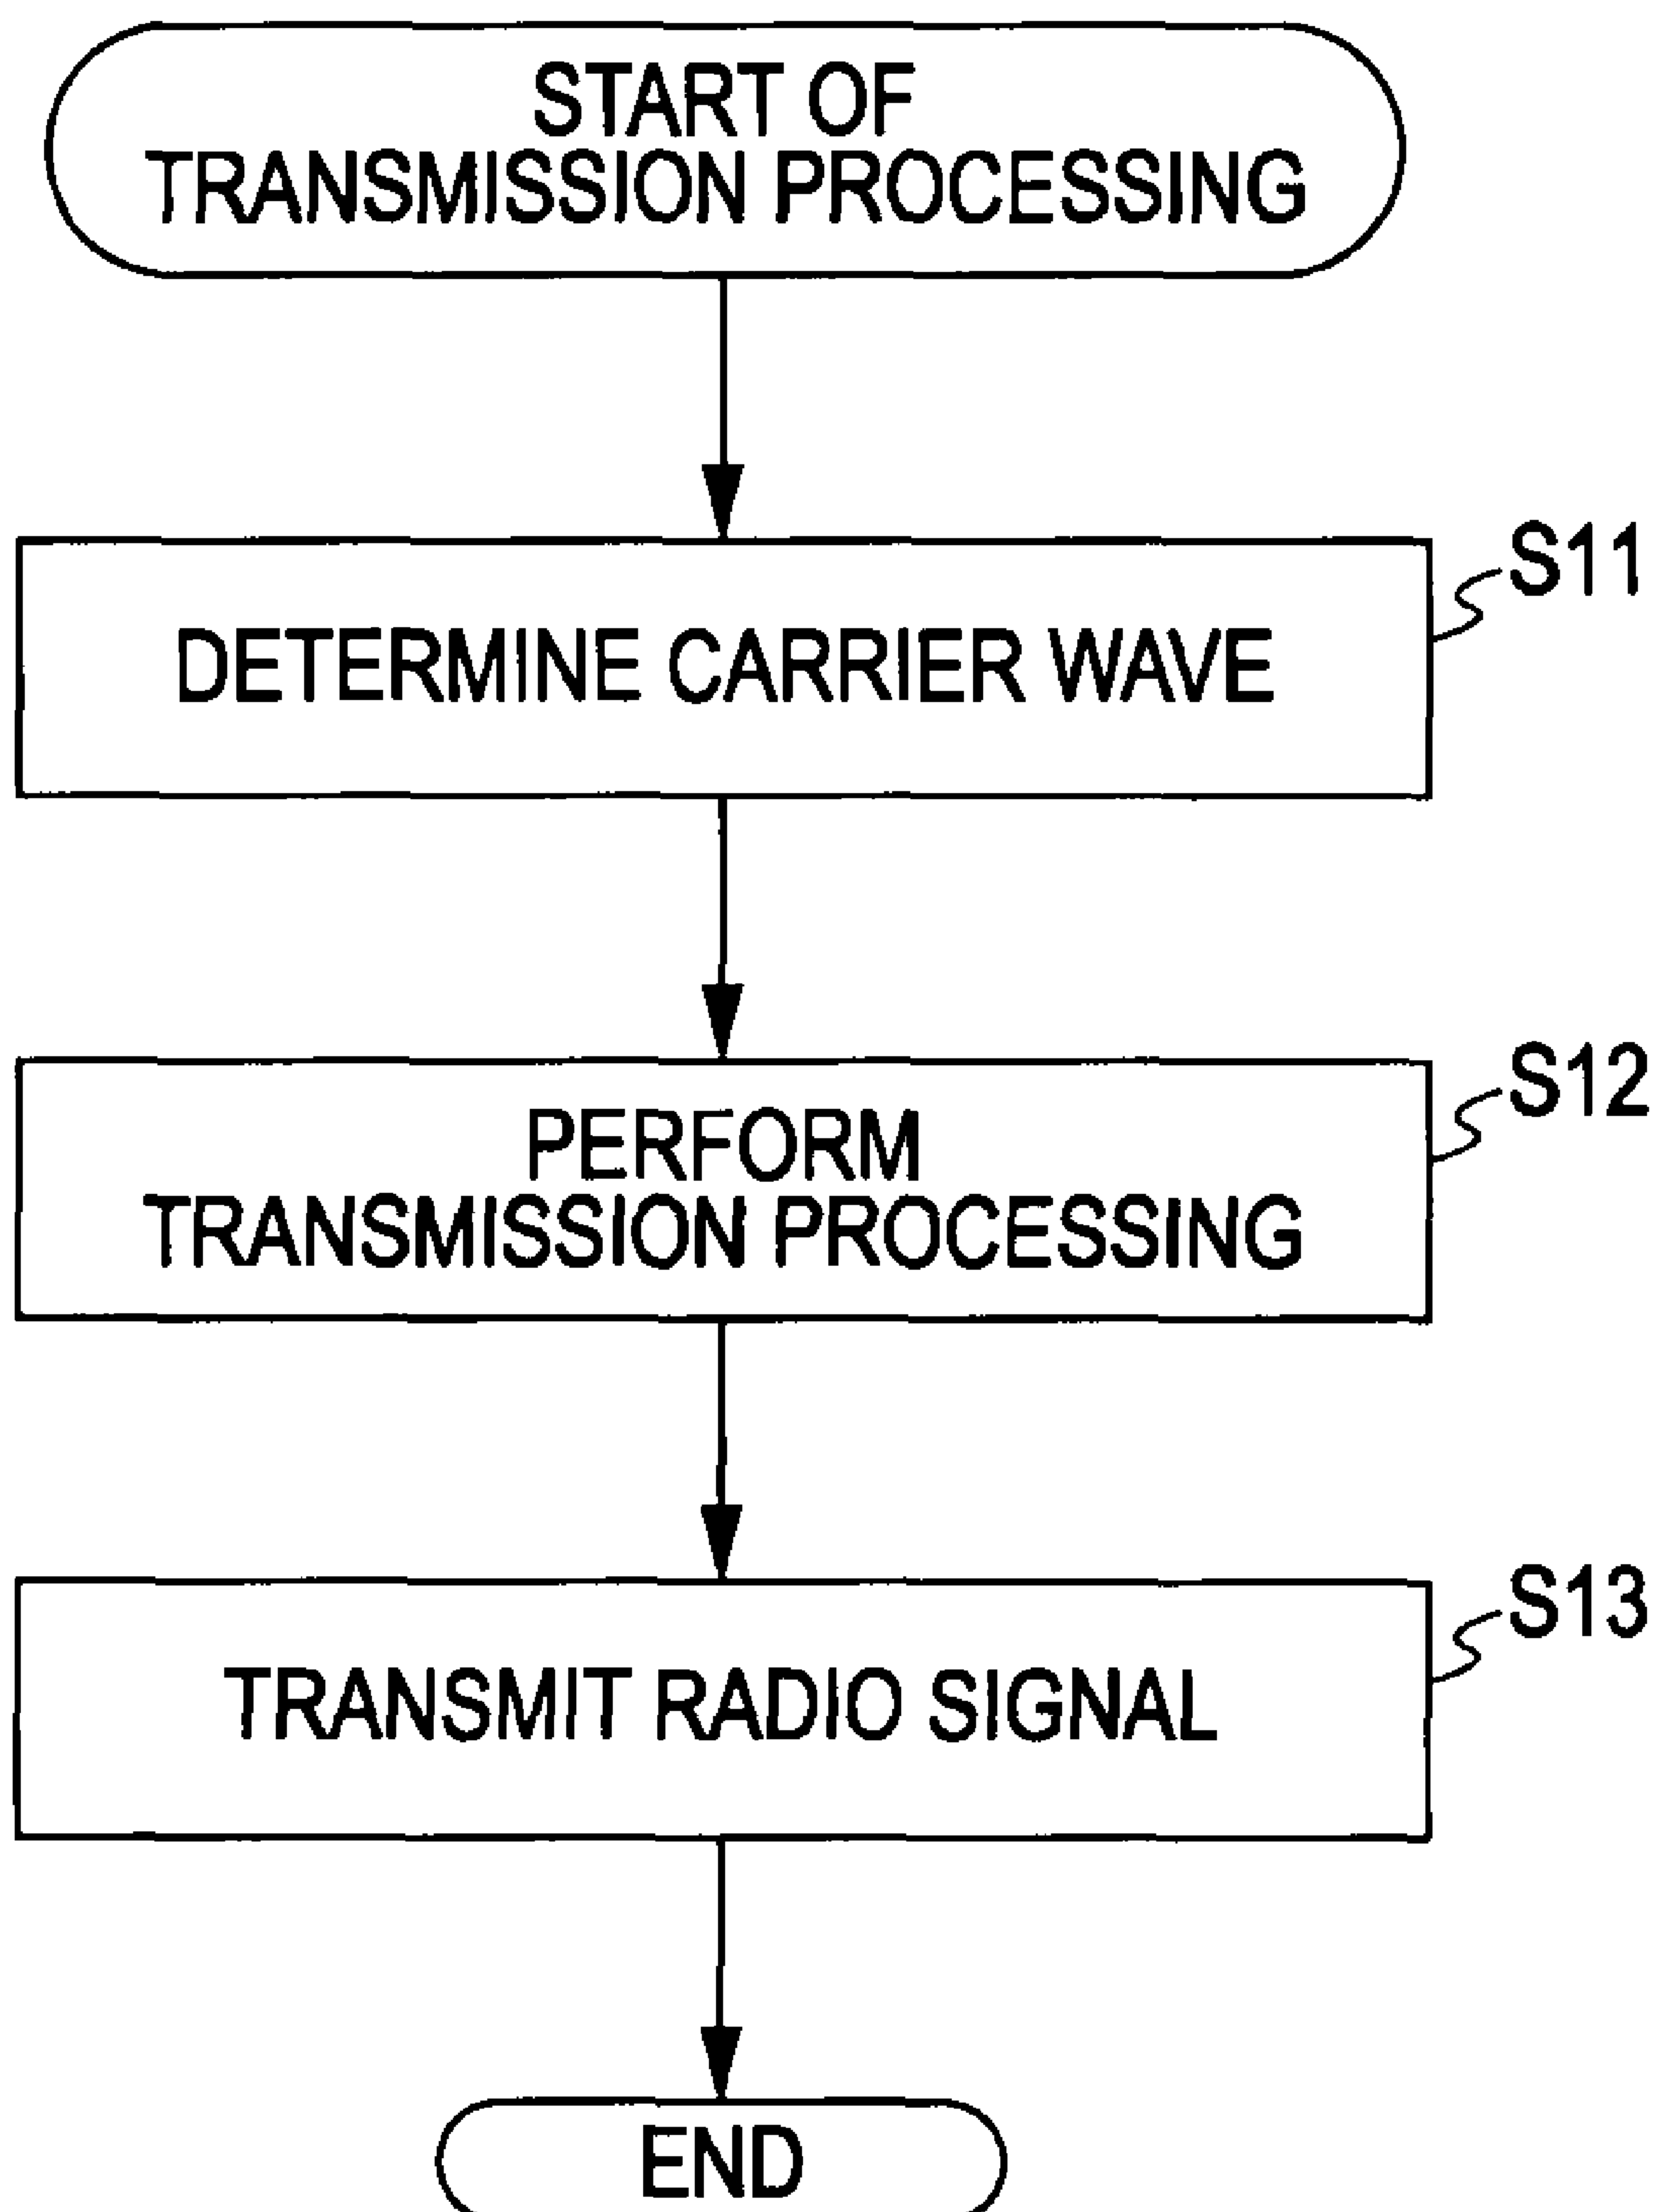 START OF
TRANSMISSION PROCESSING
S11
DETERMINE CARRIER WAVE
S12
PERFORM
TRANSMISSION PROCESSING
S13
TRANSMIT RADIO SIGNAL
END